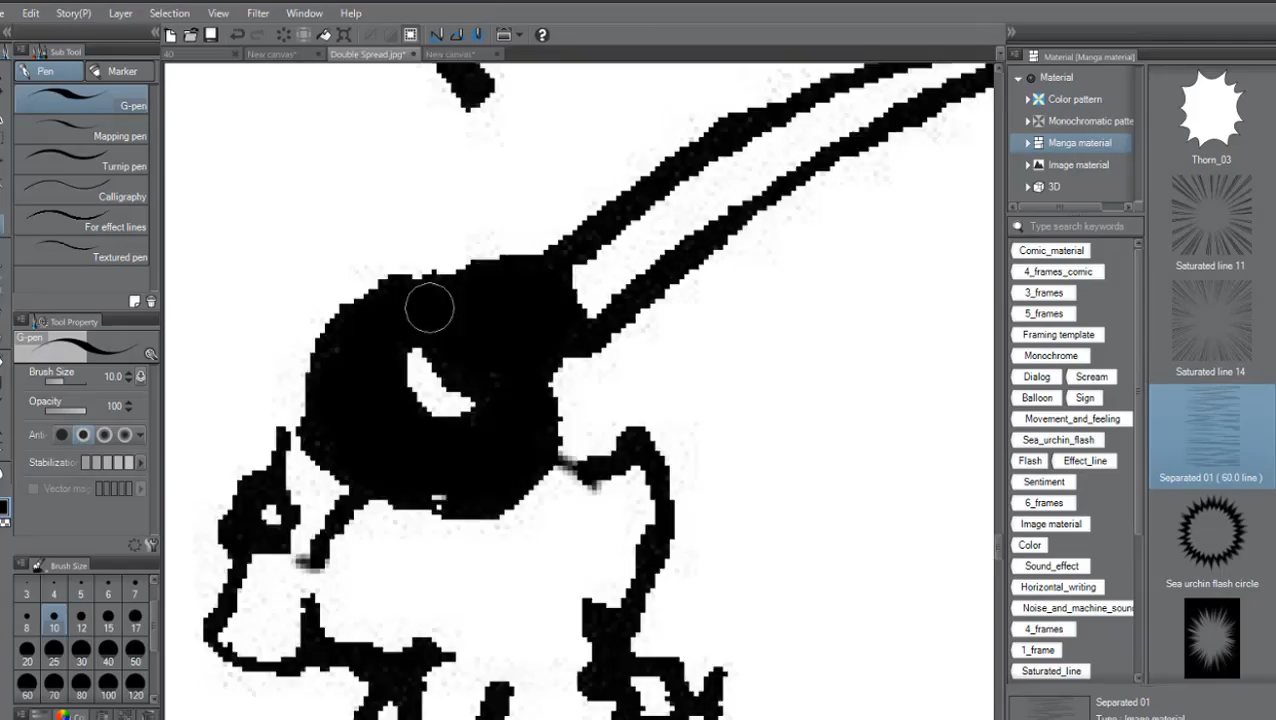 Edit Story(P) Layer Selection View Filter Window Help
Sub Tool
40 New canvas* Double Spread.jpg* New canvas*
Material [Manga material]
Pen Marker
G-pen
Mapping pen
Turnip pen
Calligraphy
For effect lines
Textured pen
Tool Property
G-pen
Brush Size 10.0
Opacity 100
Anti-
Stabilization
Vector ma
Brush Size
3 4 5 6 7
8 10 12 15 17
20 25 30 40 50
60 70 80 100 120
Material
Color pattern
Monochromatic patte
Manga material
Image material
3D
Type search keywords
Comic_material
4_frames_comic
3_frames
5_frames
Framing template
Monochrome
Dialog Scream
Balloon Sign
Movement_and_feeling
Sea_urchin_flash
Flash Effect_line
Sentiment
6_frames
Image material
Color
Sound_effect
Horizontal_writing
Noise_and_machine_soun
4_frames
1_frame
Saturated_line
Thorn_03
Saturated line 11
Saturated line 14
Separated 01 ( 60.0 line )
Sea urchin flash circle
Separated 01